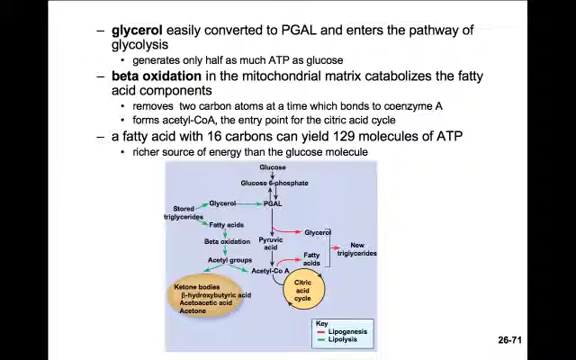 – glycerol easily converted to PGAL and enters the pathway of
glycolysis
• generates only half as much ATP as glucose
– beta oxidation in the mitochondrial matrix catabolizes the fatty
acid components
• removes two carbon atoms at a time which bonds to coenzyme A
• forms acetyl-CoA, the entry point for the citric acid cycle
– a fatty acid with 16 carbons can yield 129 molecules of ATP
• richer source of energy than the glucose molecule
Glucose
Glucose 6-phosphate
Stored
triglycerides
Glycerol
PGAL
Fatty acids
Glycerol
Beta oxidation
Pyruvic
acid
New
triglycerides
Acetyl groups
Fatty
acids
Acetyl-Co A
Ketone bodies
β-hydroxybutyric acid
Acetoacetic acid
Acetone
Citric
acid
cycle
Key
Lipogenesis
Lipolysis
26-71